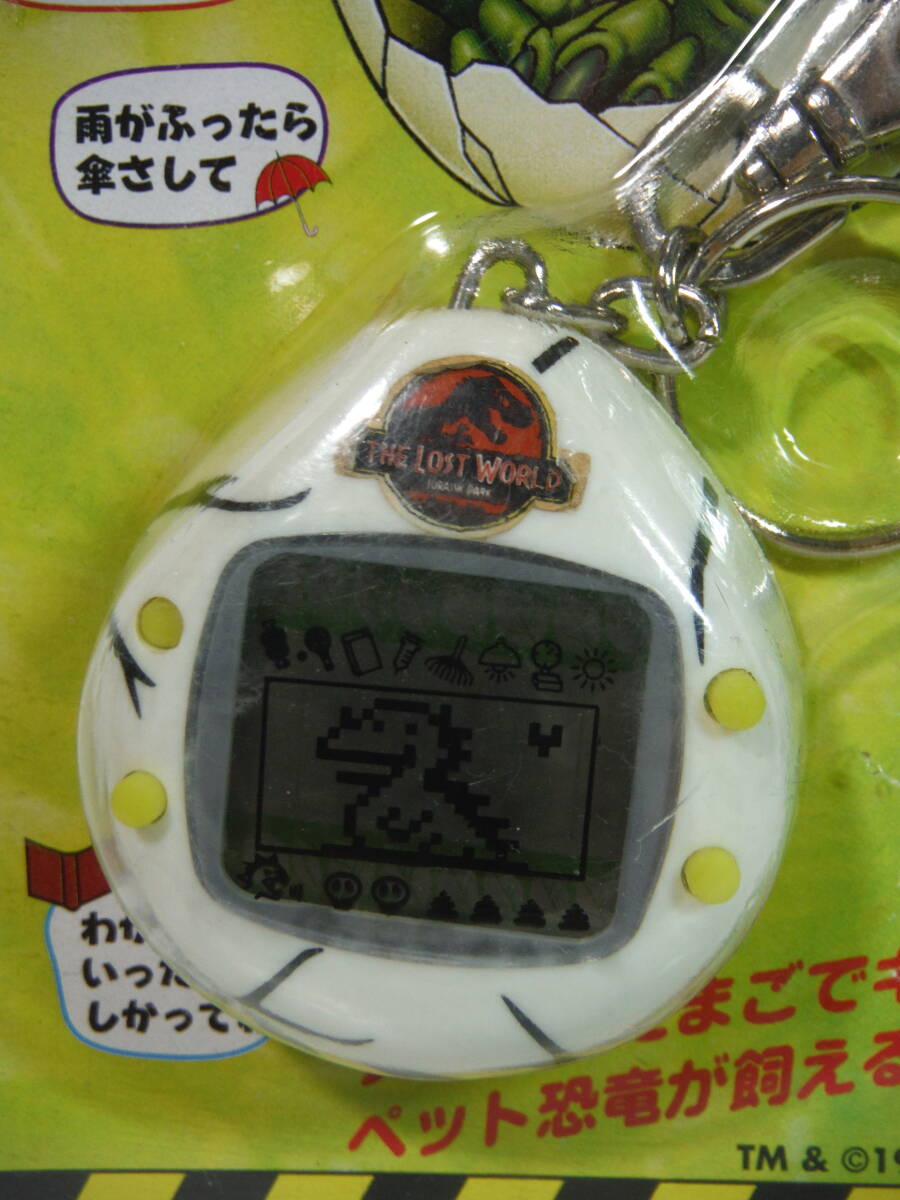 雨がふったら
傘さして
THE LOST WORLD
JURASSIC PARK
いった
しかって
まごで
ペット恐竜が飼える
TM & ©19